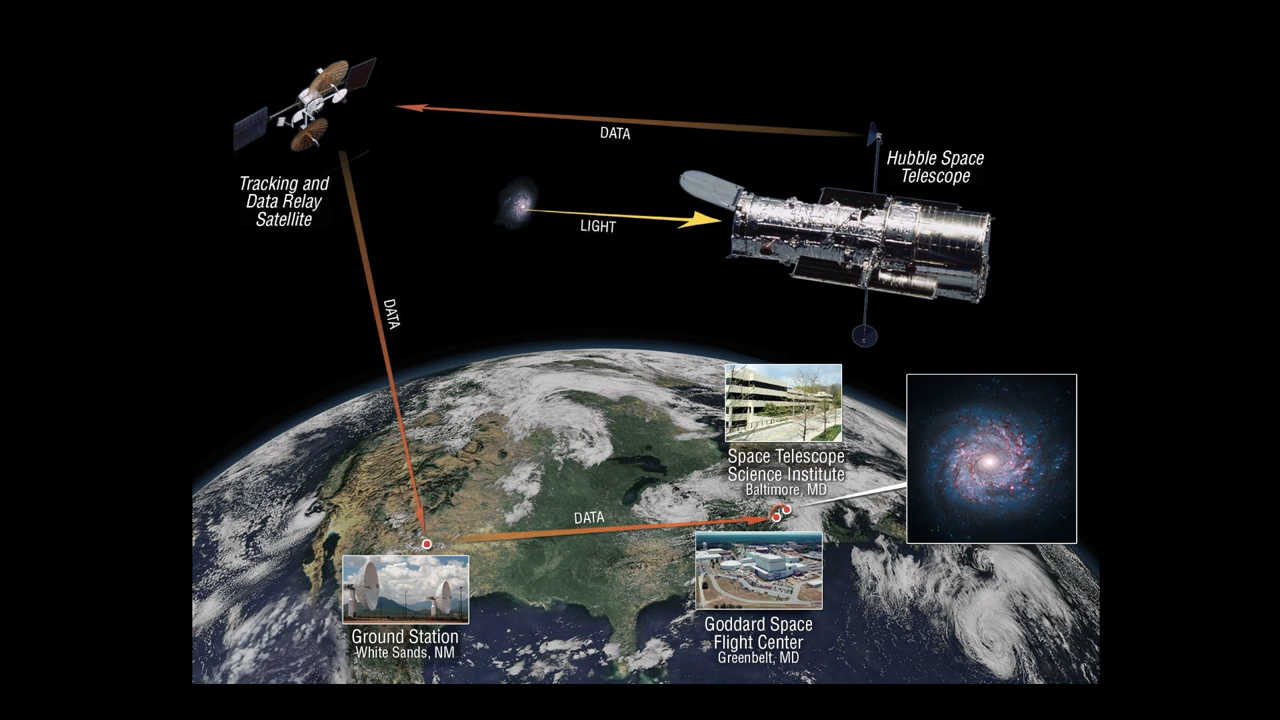 DATA
Hubble Space
Telescope
Tracking and
Data Relay
Satellite
LIGHT
DATA
Space Telescope
Science Institute
Baltimore, MD
DATA
Ground Station
White Sands, NM
Goddard Space
Flight Center
Greenbelt, MD